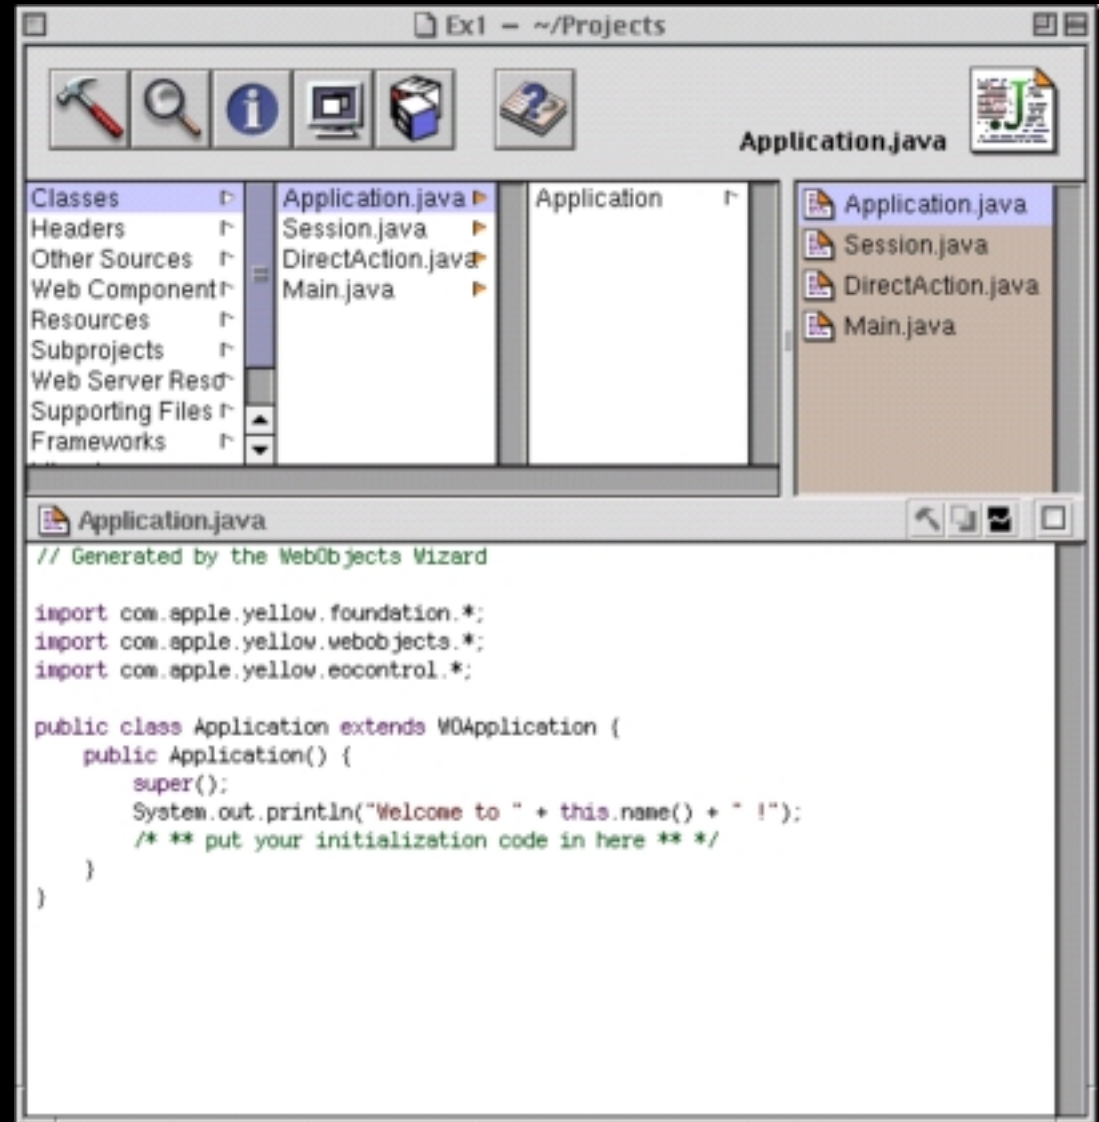 Ex1 — ~/Projects
Application.java
Classes
Headers
Other Sources
Web Component
Resources
Subprojects
Web Server Reso
Supporting Files
Frameworks
Application.java
Session.java
DirectAction.java
Main.java
Application
Application.java
Session.java
DirectAction.java
Main.java
Application.java
// Generated by the WebObjects Wizard
import com.apple.yellow.foundation.*;
import com.apple.yellow.webobjects.*;
import com.apple.yellow.eocontrol.*;
public class Application extends WOApplication {
public Application() {
super();
System.out.println("Welcome to " + this.name() + " !");
/* ** put your initialization code in here ** */
}
}